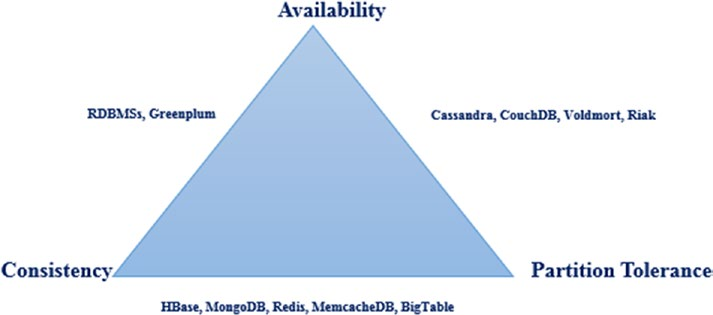 Availability
RDBMSs, Greenplum
Cassandra, CouchDB, Voldmort, Riak
Consistency
Partition Tolerance
HBase, MongoDB, Redis, MemcacheDB, BigTable